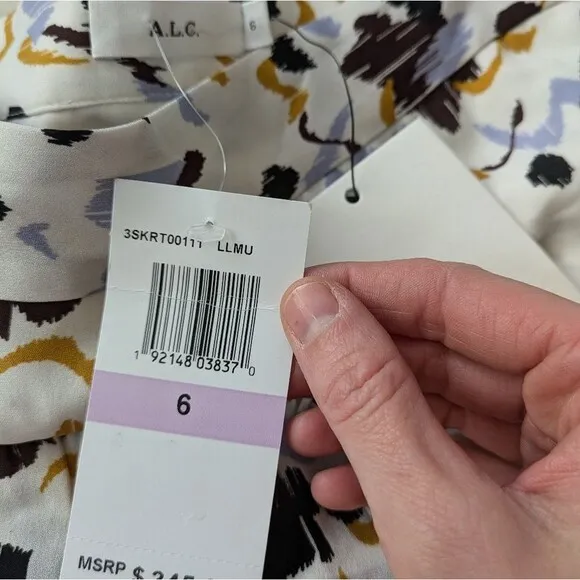 A.L.C.
6
3SKRT00111 LLMU
1 92148 03837 0
6
MSRP $